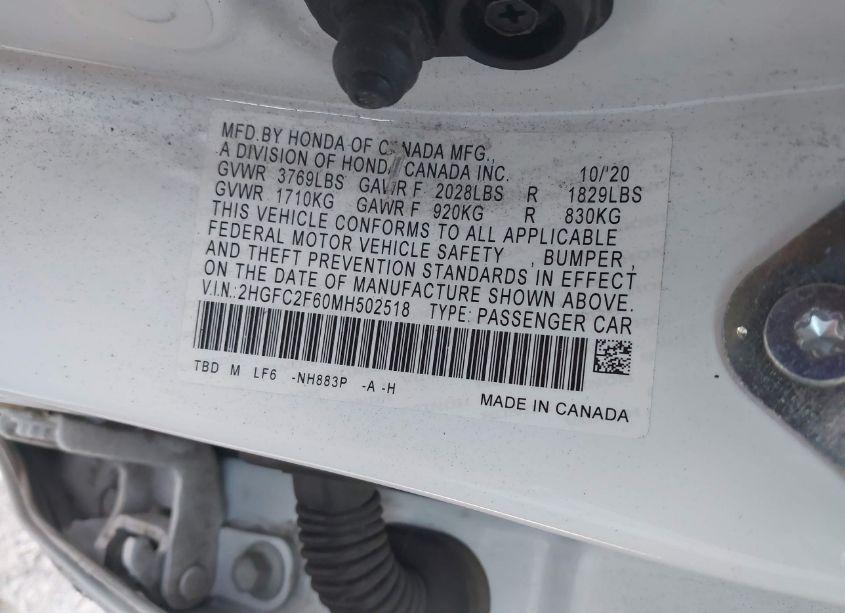 MFD. BY HONDA OF CANADA MFG.,
A DIVISION OF HONDA CANADA INC. 10/'20
GVWR 3769LBS GAWR F 2028LBS R 1829LBS
GVWR 1710KG GAWR F 920KG R 830KG
THIS VEHICLE CONFORMS TO ALL APPLICABLE
FEDERAL MOTOR VEHICLE SAFETY , BUMPER,
AND THEFT PREVENTION STANDARDS IN EFFECT
ON THE DATE OF MANUFACTURE SHOWN ABOVE.
V.I.N.:2HGFC2F60MH502518 TYPE: PASSENGER CAR
TBD M LF6 -NH883P -A -H
MADE IN CANADA